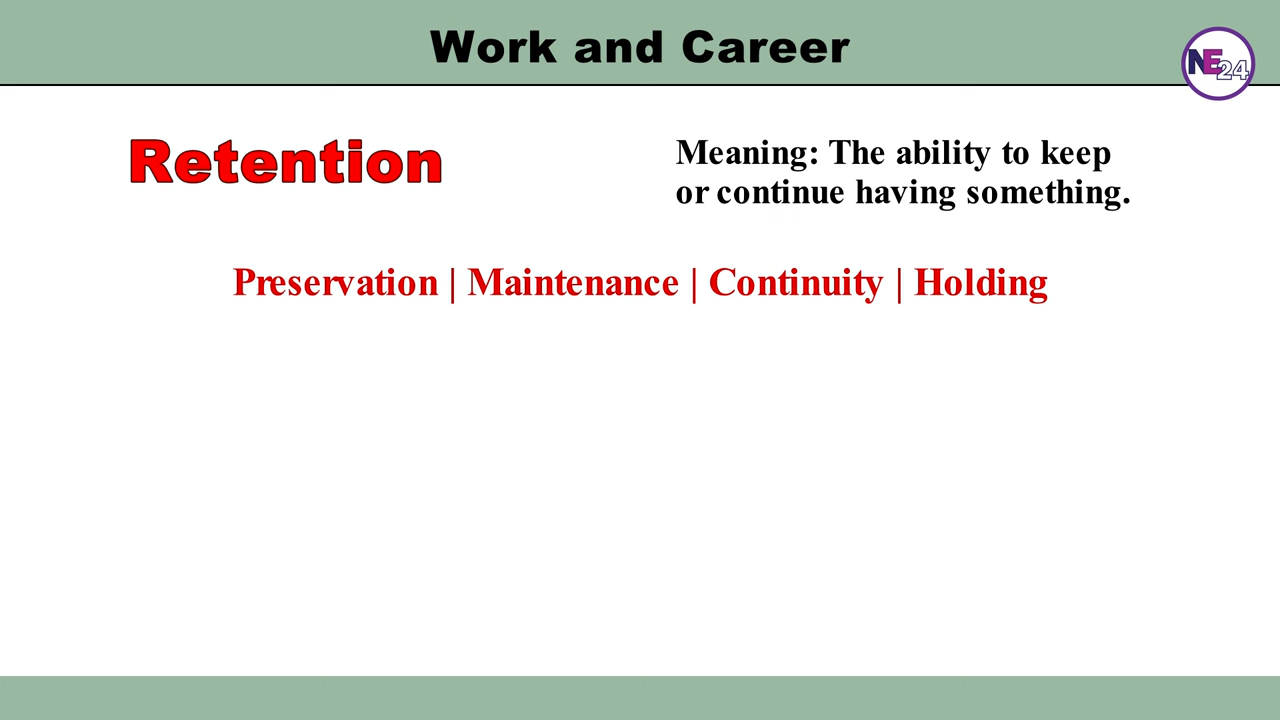 Work and Career
NE24
Retention
Meaning: The ability to keep
or continue having something.
Preservation | Maintenance | Continuity | Holding